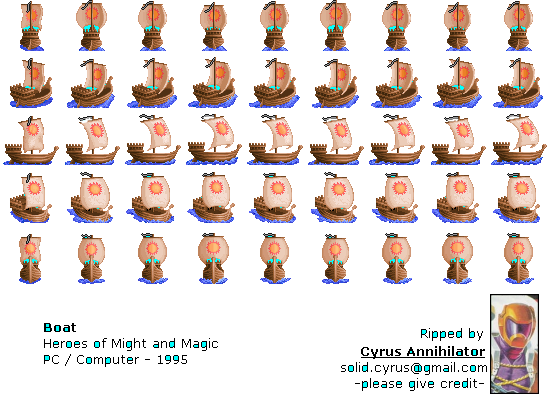 Boat
Heroes of Might and Magic
PC / Computer - 1995
Ripped by
Cyrus Annihilator
solid.cyrus@gmail.com
-please give credit-